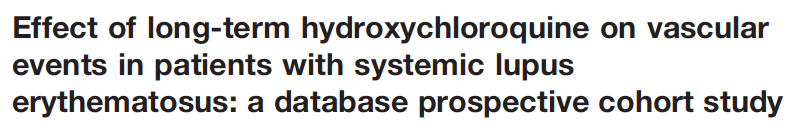 Effect of long-term hydroxychloroquine on vascular
events in patients with systemic lupus
erythematosus: a database prospective cohort study